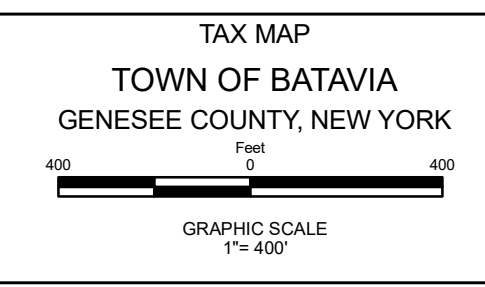 TAX MAP
TOWN OF BATAVIA
GENESEE COUNTY, NEW YORK
Feet
400 0 400
GRAPHIC SCALE
1"= 400'